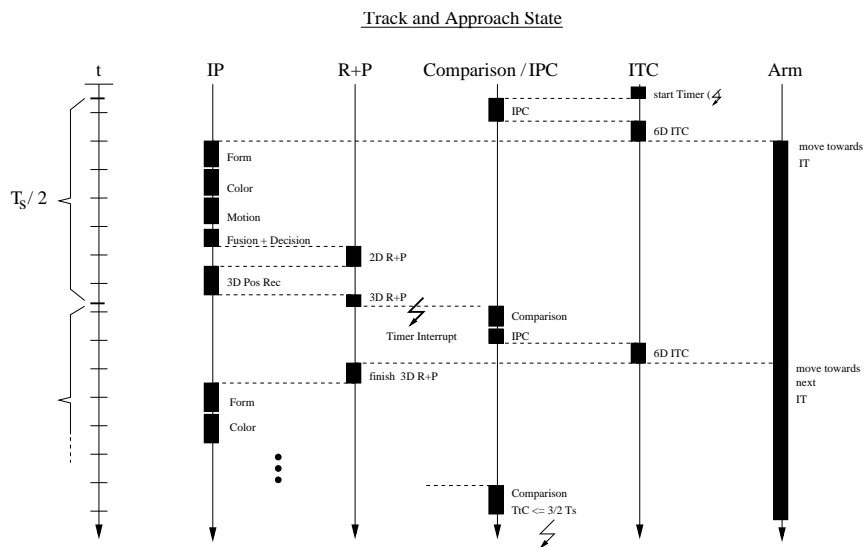 Track and Approach State
t IP R+P Comparison / IPC ITC Arm
start Timer (
IPC
6D ITC
move towards
IT
Form
Color
Motion
Fusion + Decision
T_S / 2
2D R+P
3D Pos Rec
3D R+P
Timer Interrupt
Comparison
IPC
6D ITC
finish 3D R+P
move towards
next
IT
Form
Color
Comparison
TtC <= 3/2 Ts